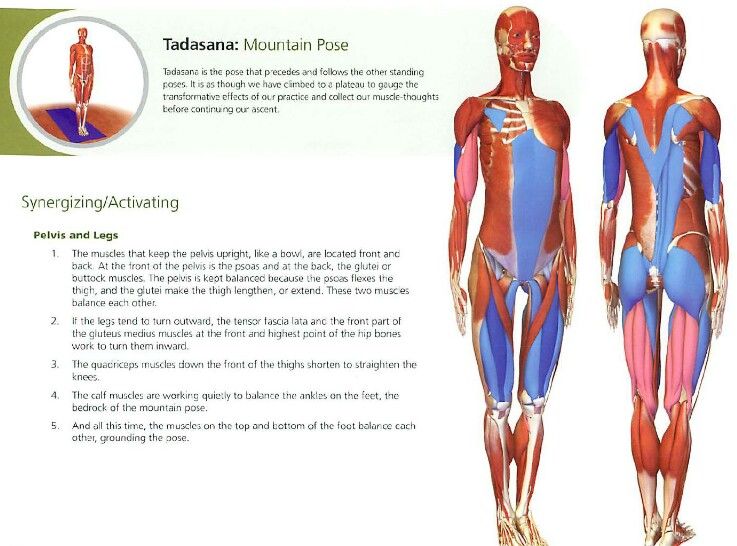 Tadasana: Mountain Pose
Tadasana is the pose that precedes and follows the other standing
poses. It is as though we have climbed to a plateau to gauge the
transformative effects of our practice and collect our muscle-thoughts
before continuing our ascent.
Synergizing/Activating
Pelvis and Legs
1. The muscles that keep the pelvis upright, like a bowl, are located front and
back. At the front of the pelvis is the psoas and at the back, the glutei or
buttock muscles. The pelvis is kept balanced because the psoas flexes the
thigh, and the glutei make the thigh lengthen, or extend. These two muscles
balance each other.
2. If the legs tend to turn outward, the tensor fascia lata and the front part of
the gluteus medius muscles at the front and highest point of the hip bones
work to turn them inward.
3. The quadriceps muscles down the front of the thighs shorten to straighten the
knees.
4. The calf muscles are working quietly to balance the ankles on the feet, the
bedrock of the mountain pose.
5. And all this time, the muscles on the top and bottom of the foot balance each
other, grounding the pose.